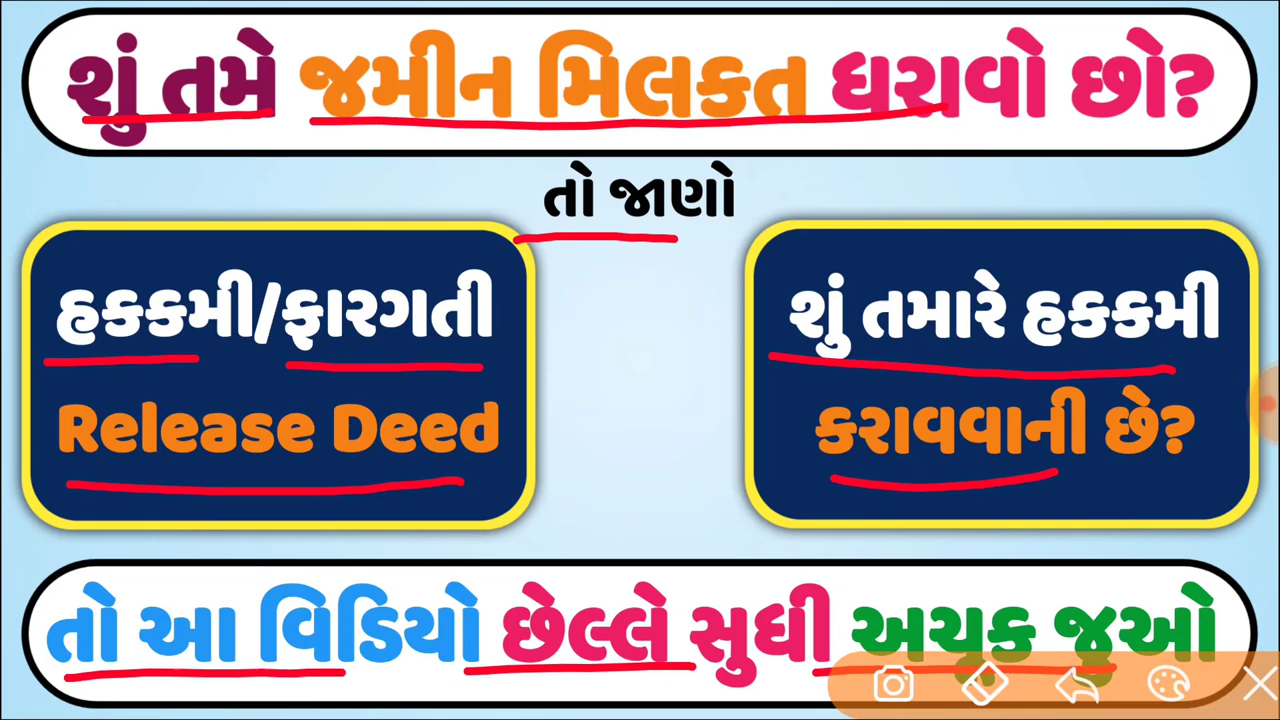 શું તમે જમીન મિલકત ધરાવો છો?
તો જાણો
હકકમી/ફારગતી
Release Deed
શું તમારે હકકમી
કરાવવાની છે?
તો આ વિડિયો છેલ્લે સુધી અચૂક જુઓ